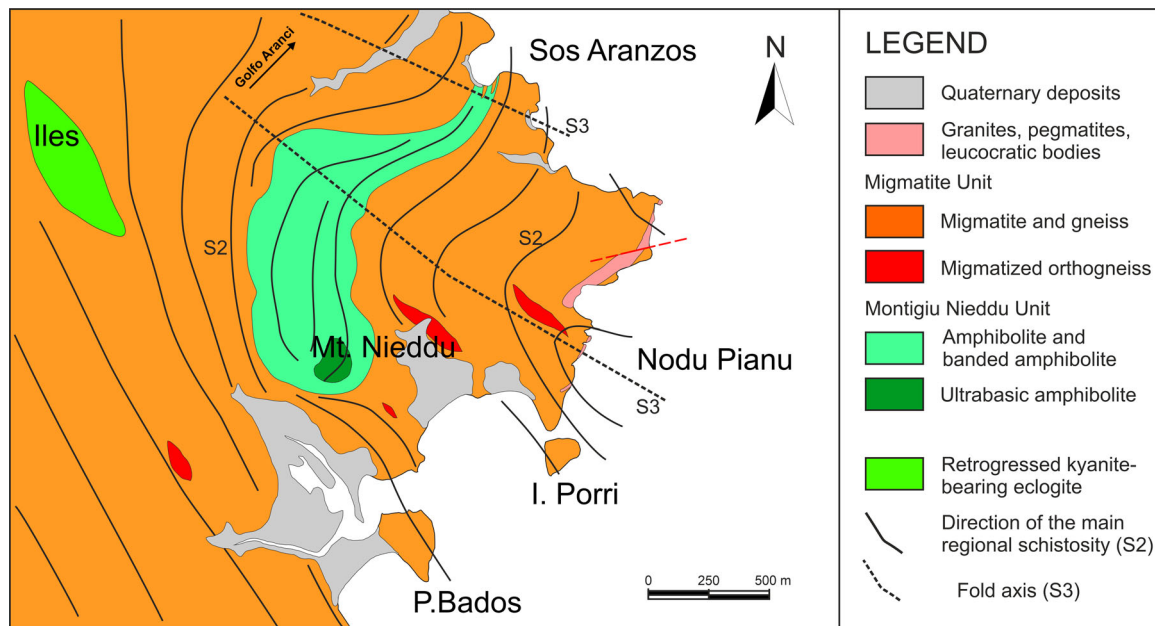 Golfo Aranci
Sos Aranzos
N
Iles
S3
S2
S2
Mt. Nieddu
Nodu Pianu
S3
I. Porri
P.Bados
0 250 500 m
LEGEND
Quaternary deposits
Granites, pegmatites,
leucocratic bodies
Migmatite Unit
Migmatite and gneiss
Migmatized orthogneiss
Montigiu Nieddu Unit
Amphibolite and
banded amphibolite
Ultrabasic amphibolite
Retrogressed kyanite-
bearing eclogite
Direction of the main
regional schistosity (S2)
Fold axis (S3)